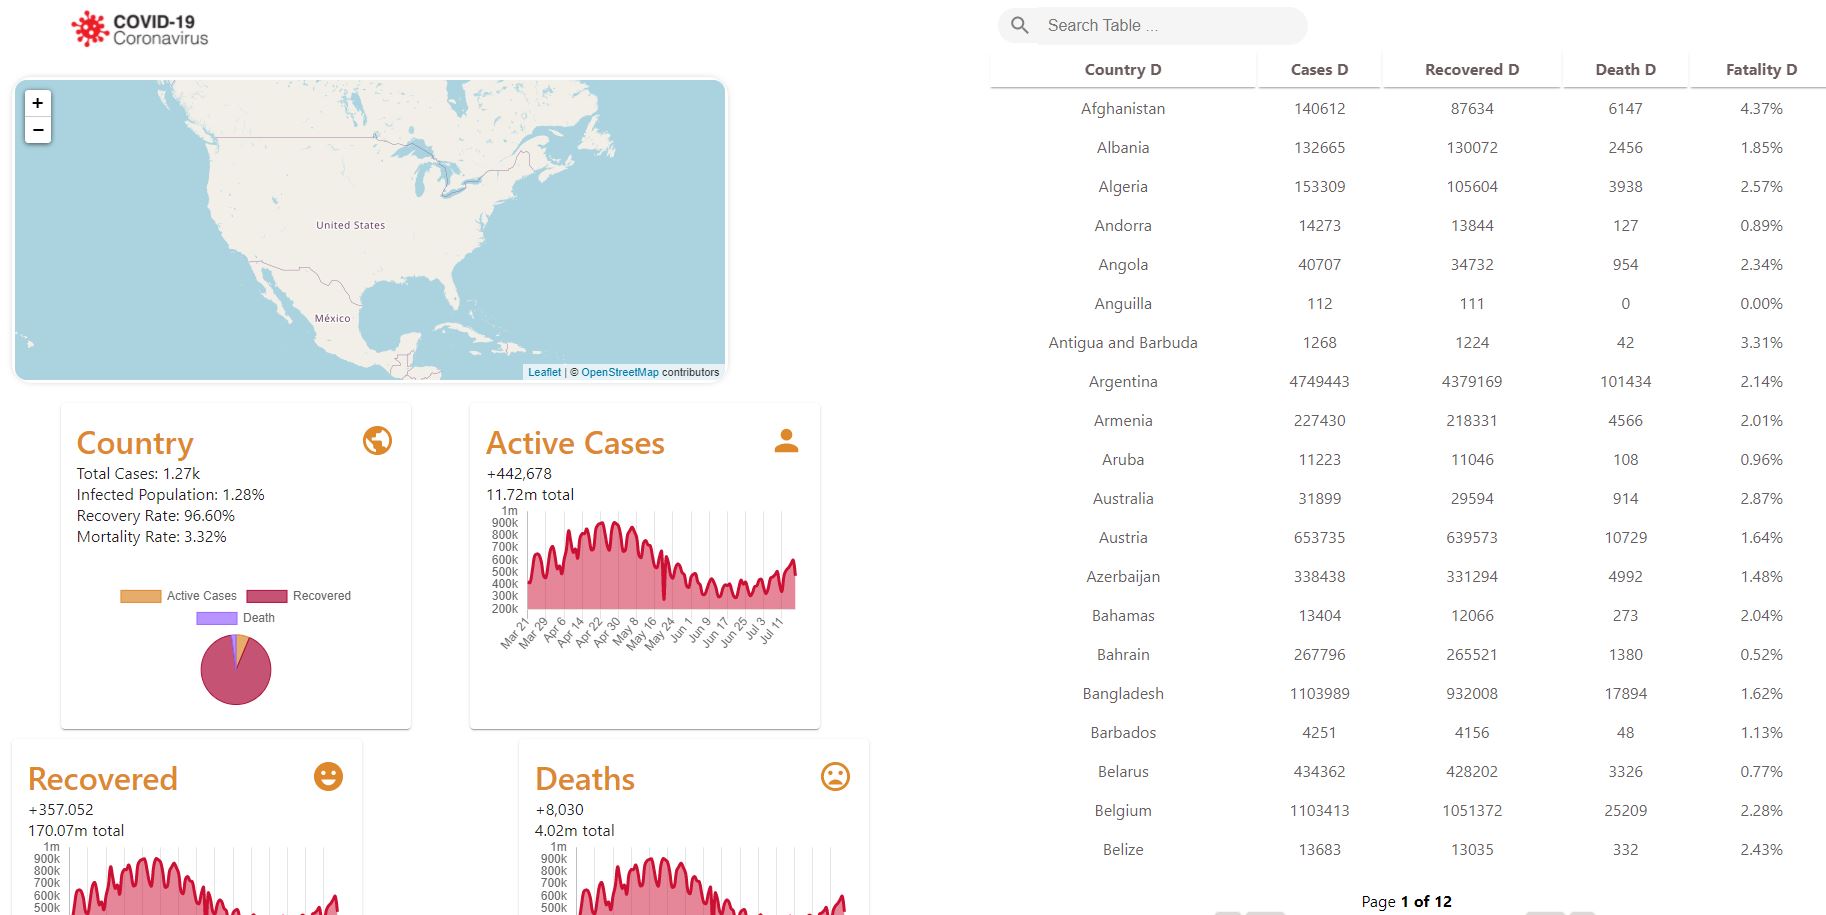 COVID-19
Coronavirus
+
−
United States
México
Leaflet | © OpenStreetMap contributors
Country
Total Cases: 1.27k
Infected Population: 1.28%
Recovery Rate: 96.60%
Mortality Rate: 3.32%
Active Cases Recovered
Death
Active Cases
+442,678
11.72m total
1m
900k
800k
700k
600k
500k
400k
300k
200k
Mar 21 Mar 29 Apr 6 Apr 14 Apr 22 Apr 30 May 8 May 16 May 24 Jun 1 Jun 9 Jun 17 Jun 25 Jul 3 Jul 11
Recovered
+357.052
170.07m total
1m
900k
800k
700k
600k
500k
Deaths
+8,030
4.02m total
1m
900k
800k
700k
600k
500k
Search Table ...
Country D Cases D Recovered D Death D Fatality D
Afghanistan 140612 87634 6147 4.37%
Albania 132665 130072 2456 1.85%
Algeria 153309 105604 3938 2.57%
Andorra 14273 13844 127 0.89%
Angola 40707 34732 954 2.34%
Anguilla 112 111 0 0.00%
Antigua and Barbuda 1268 1224 42 3.31%
Argentina 4749443 4379169 101434 2.14%
Armenia 227430 218331 4566 2.01%
Aruba 11223 11046 108 0.96%
Australia 31899 29594 914 2.87%
Austria 653735 639573 10729 1.64%
Azerbaijan 338438 331294 4992 1.48%
Bahamas 13404 12066 273 2.04%
Bahrain 267796 265521 1380 0.52%
Bangladesh 1103989 932008 17894 1.62%
Barbados 4251 4156 48 1.13%
Belarus 434362 428202 3326 0.77%
Belgium 1103413 1051372 25209 2.28%
Belize 13683 13035 332 2.43%
Page 1 of 12